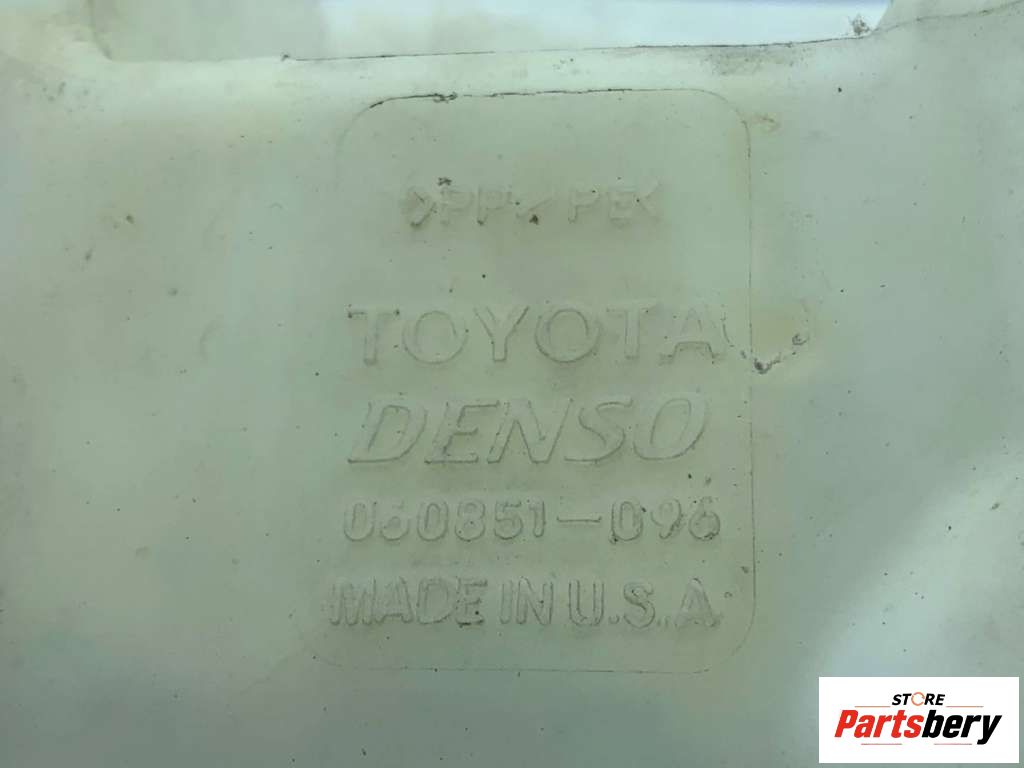 >PP/PE<
TOYOTA
DENSO
060851-096
MADE IN U.S.A
STORE
Partsbery